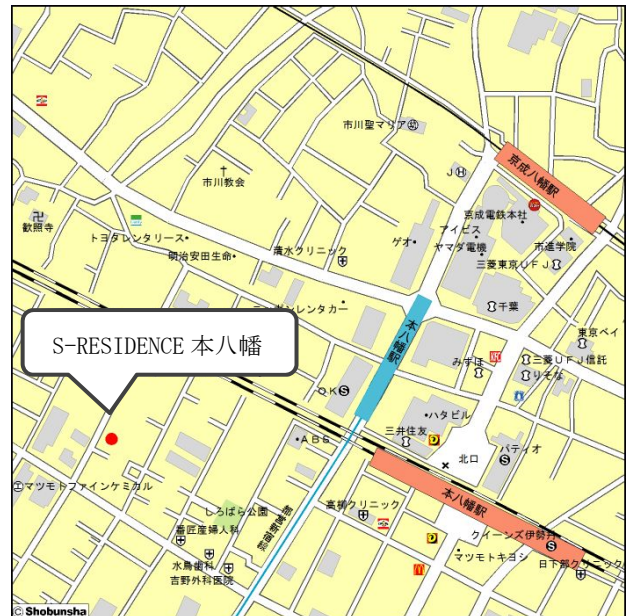 市川聖マリア
京成八幡駅
J
市川教会
京成電鉄本社
歓照寺
トヨタレンタリース
明治安田生命
清水クリニック
ゲオ
アイビス
ヤマダ電機
市進学院
三菱東京UFJ
千葉
本八幡駅
東京ベイ
S-RESIDENCE 本八幡
みずほ
三菱UFJ信託
りそな
OK
ハタビル
ABS
三井住友
北口
パティオ
マツモトファインケミカル
本八幡駅
しろばら公園
都営新宿線
高柳クリニック
クイーンズ伊勢丹
マツモトキヨシ
水鳥歯科
吉野外科医院
日下部クリニック
© Shobunsha